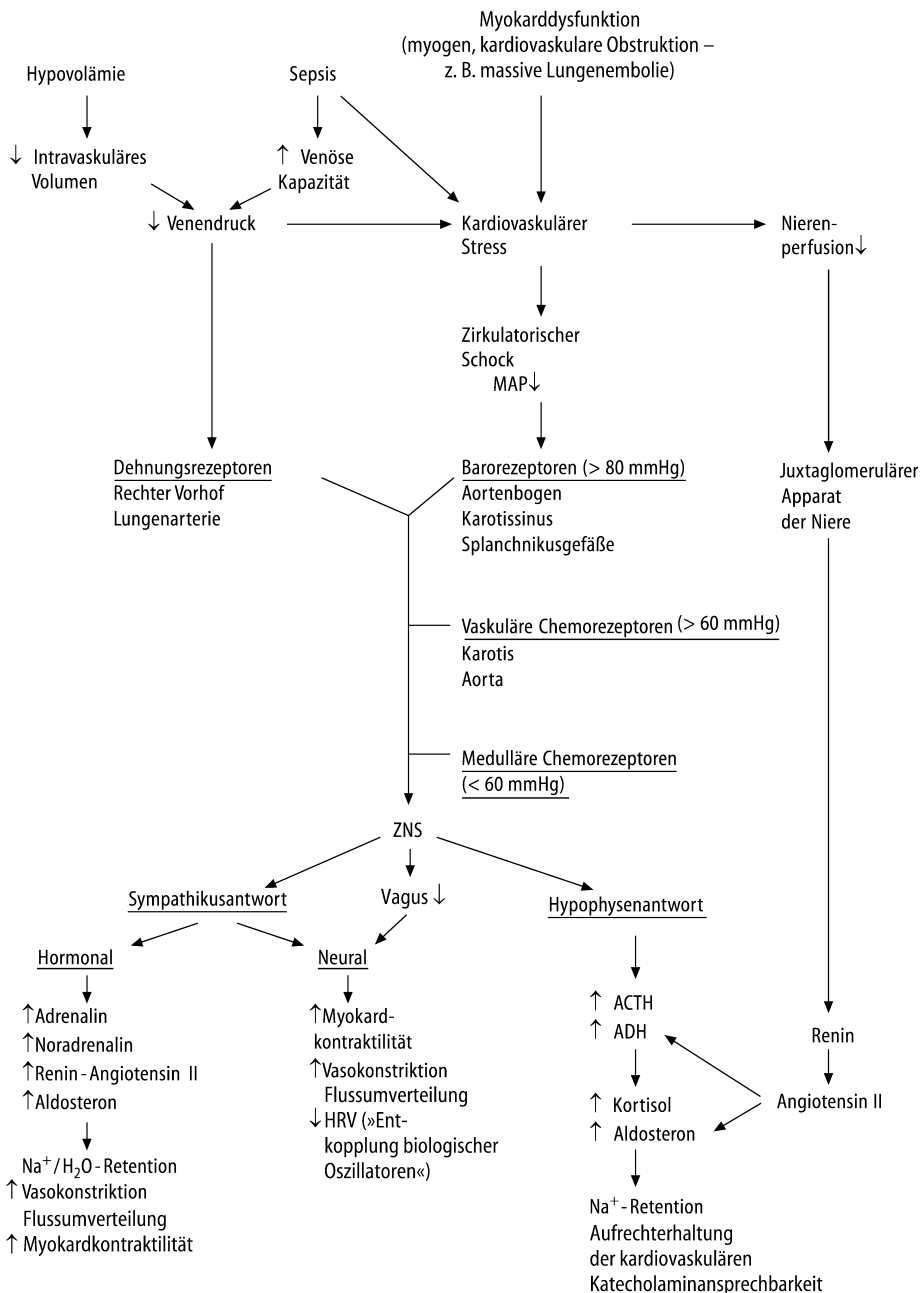 Myokarddysfunktion
(myogen, kardiovaskulare Obstruktion –
z. B. massive Lungenembolie)
Hypovolämie
Sepsis
↓ Intravaskuläres
Volumen
↑ Venöse
Kapazität
↓ Venendruck
Kardiovaskulärer
Stress
Nieren-
perfusion↓
Zirkulatorischer
Schock
MAP↓
Dehnungsrezeptoren
Rechter Vorhof
Lungenarterie
Barorezeptoren (> 80 mmHg)
Aortenbogen
Karotissinus
Splanchnikusgefäße
Juxtaglomerulärer
Apparat
der Niere
Vaskuläre Chemorezeptoren (> 60 mmHg)
Karotis
Aorta
Medulläre Chemorezeptoren
(< 60 mmHg)
ZNS
Sympathikusantwort
Vagus ↓
Hypophysenantwort
Hormonal
Neural
↑Adrenalin
↑Noradrenalin
↑Renin-Angiotensin II
↑Aldosteron
Na⁺/H₂O-Retention
↑Vasokonstriktion
Flussumverteilung
↑ Myokardkontraktilität
↑Myokard-
kontraktilität
↑Vasokonstriktion
Flussumverteilung
↓HRV (»Ent-
kopplung biologischer
Oszillatoren«)
↑ ACTH
↑ ADH
↑ Kortisol
↑ Aldosteron
Na⁺-Retention
Aufrechterhaltung
der kardiovaskulären
Katecholaminansprechbarkeit
Renin
Angiotensin II